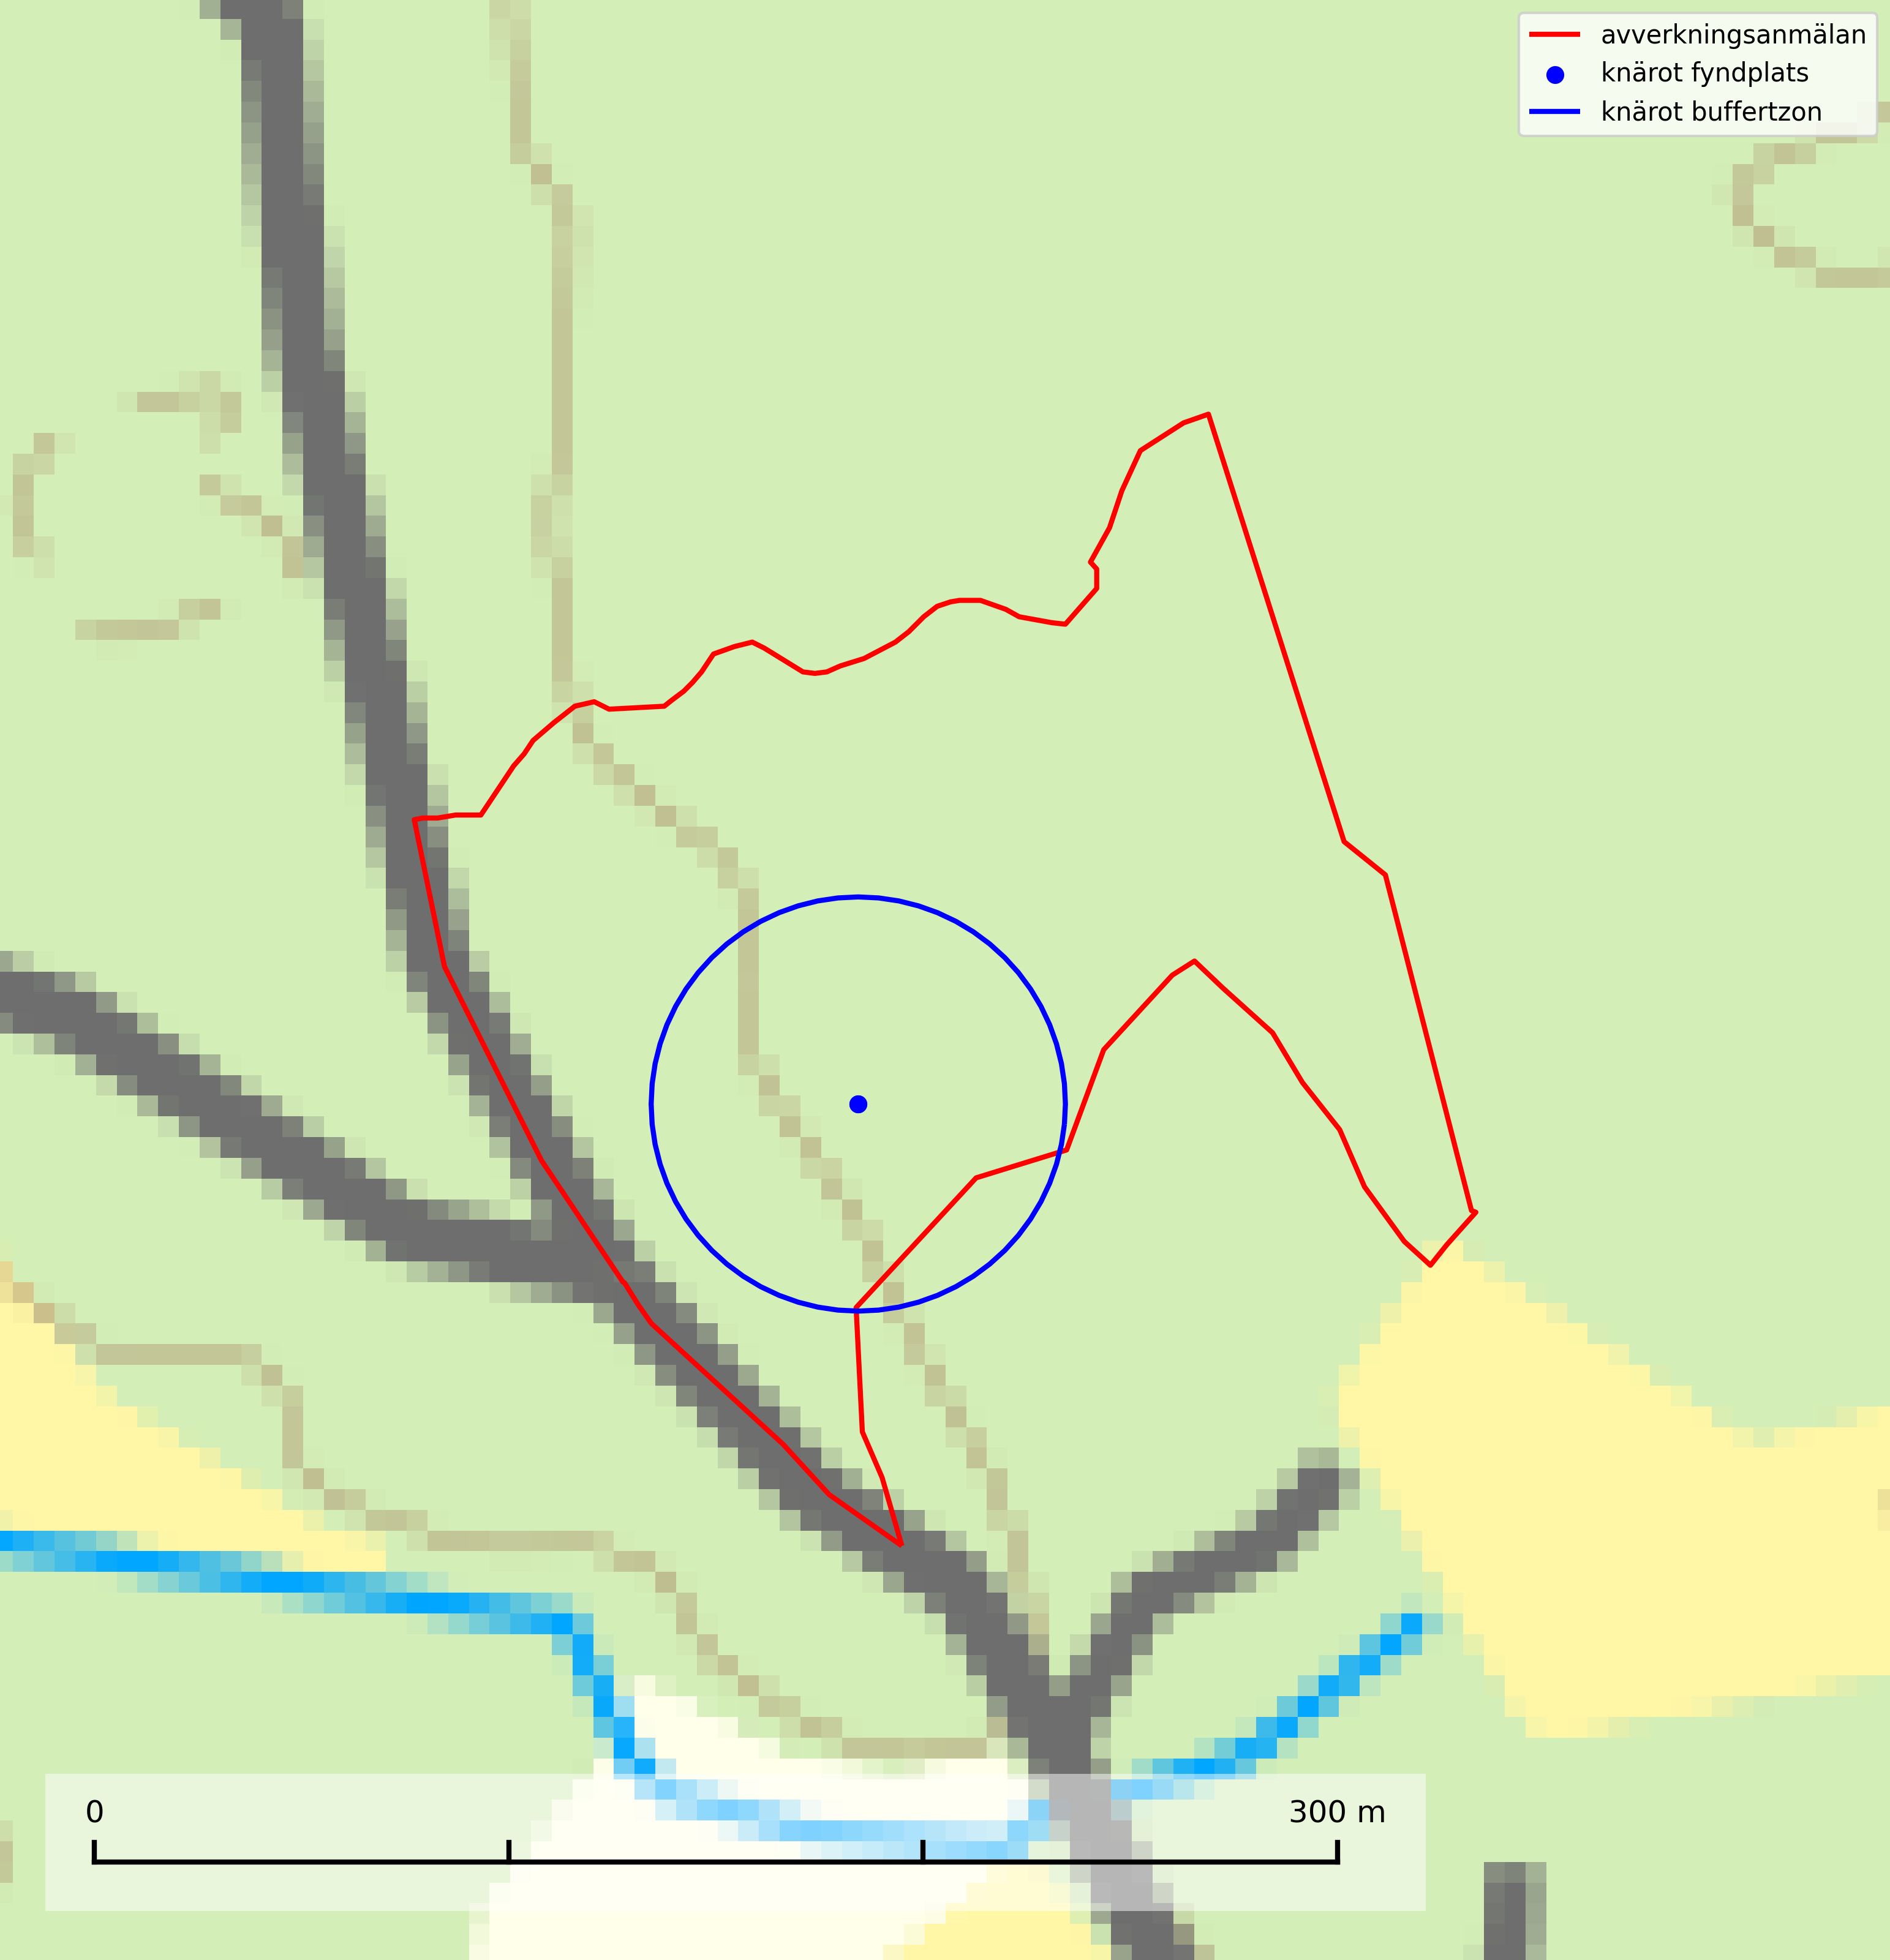 avverkningsanmälan
knärot fyndplats
knärot buffertzon
0
300 m